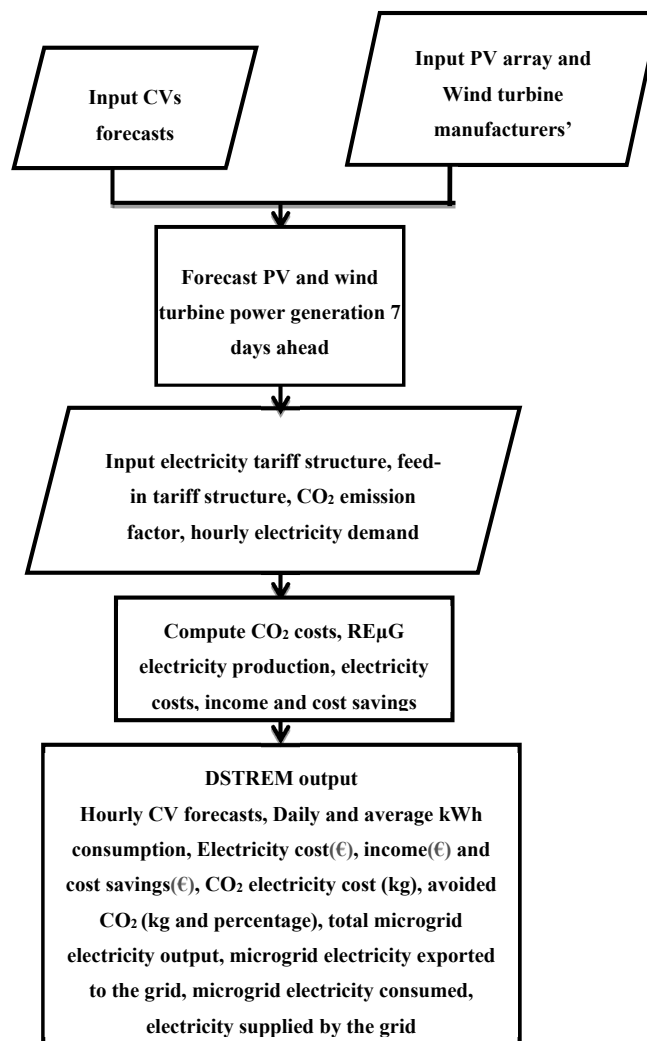 Input CVs
forecasts
Input PV array and
Wind turbine
manufacturers’
Forecast PV and wind
turbine power generation 7
days ahead
Input electricity tariff structure, feed-
in tariff structure, CO₂ emission
factor, hourly electricity demand
Compute CO₂ costs, REµG
electricity production, electricity
costs, income and cost savings
DSTREM output
Hourly CV forecasts, Daily and average kWh
consumption, Electricity cost(€), income(€) and
cost savings(€), CO₂ electricity cost (kg), avoided
CO₂ (kg and percentage), total microgrid
electricity output, microgrid electricity exported
to the grid, microgrid electricity consumed,
electricity supplied by the grid